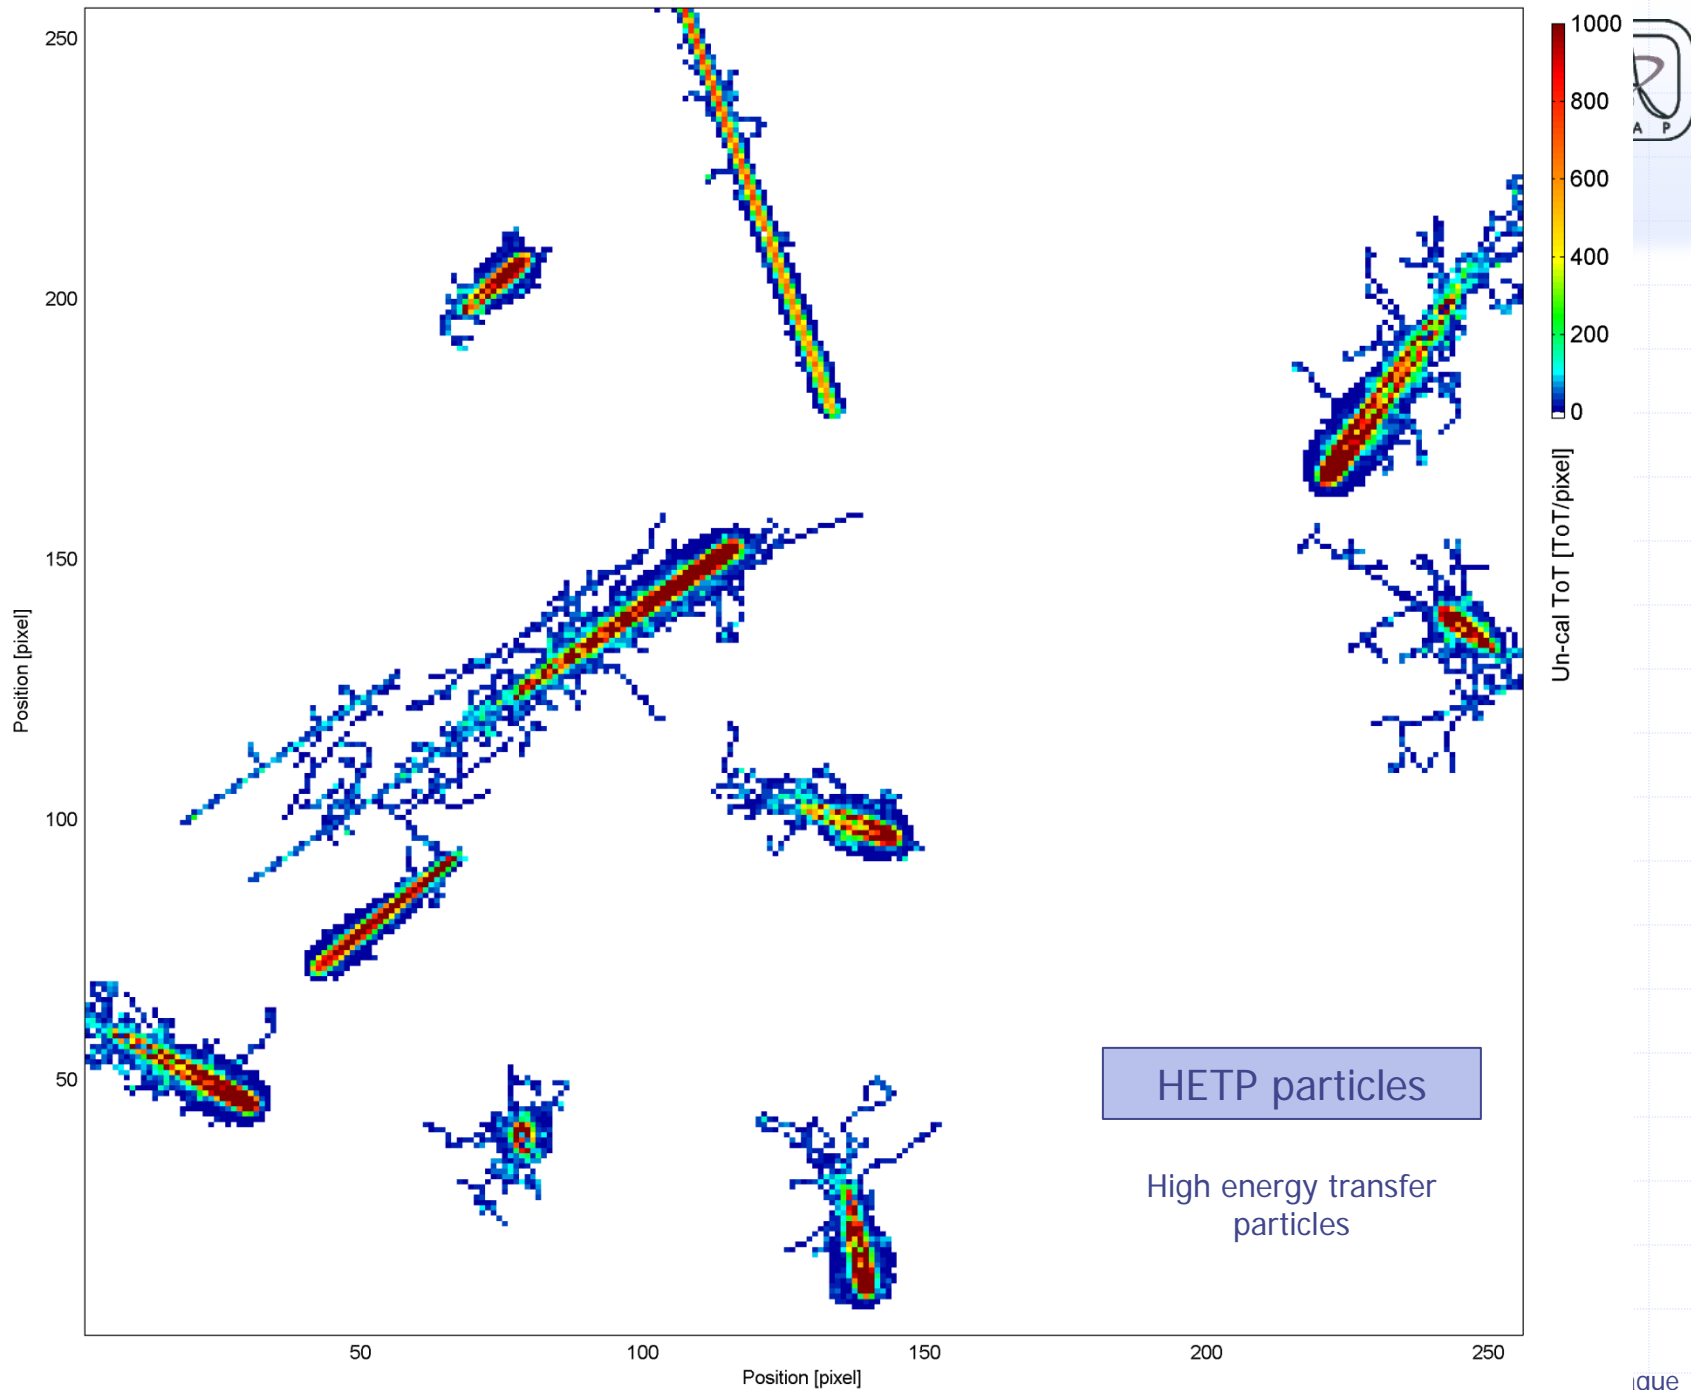 250
200
150
100
50
Position [pixel]
50
100
150
200
250
Position [pixel]
1000
800
600
400
200
0
Un-cal ToT [ToT/pixel]
A P
HETP particles
High energy transfer
particles